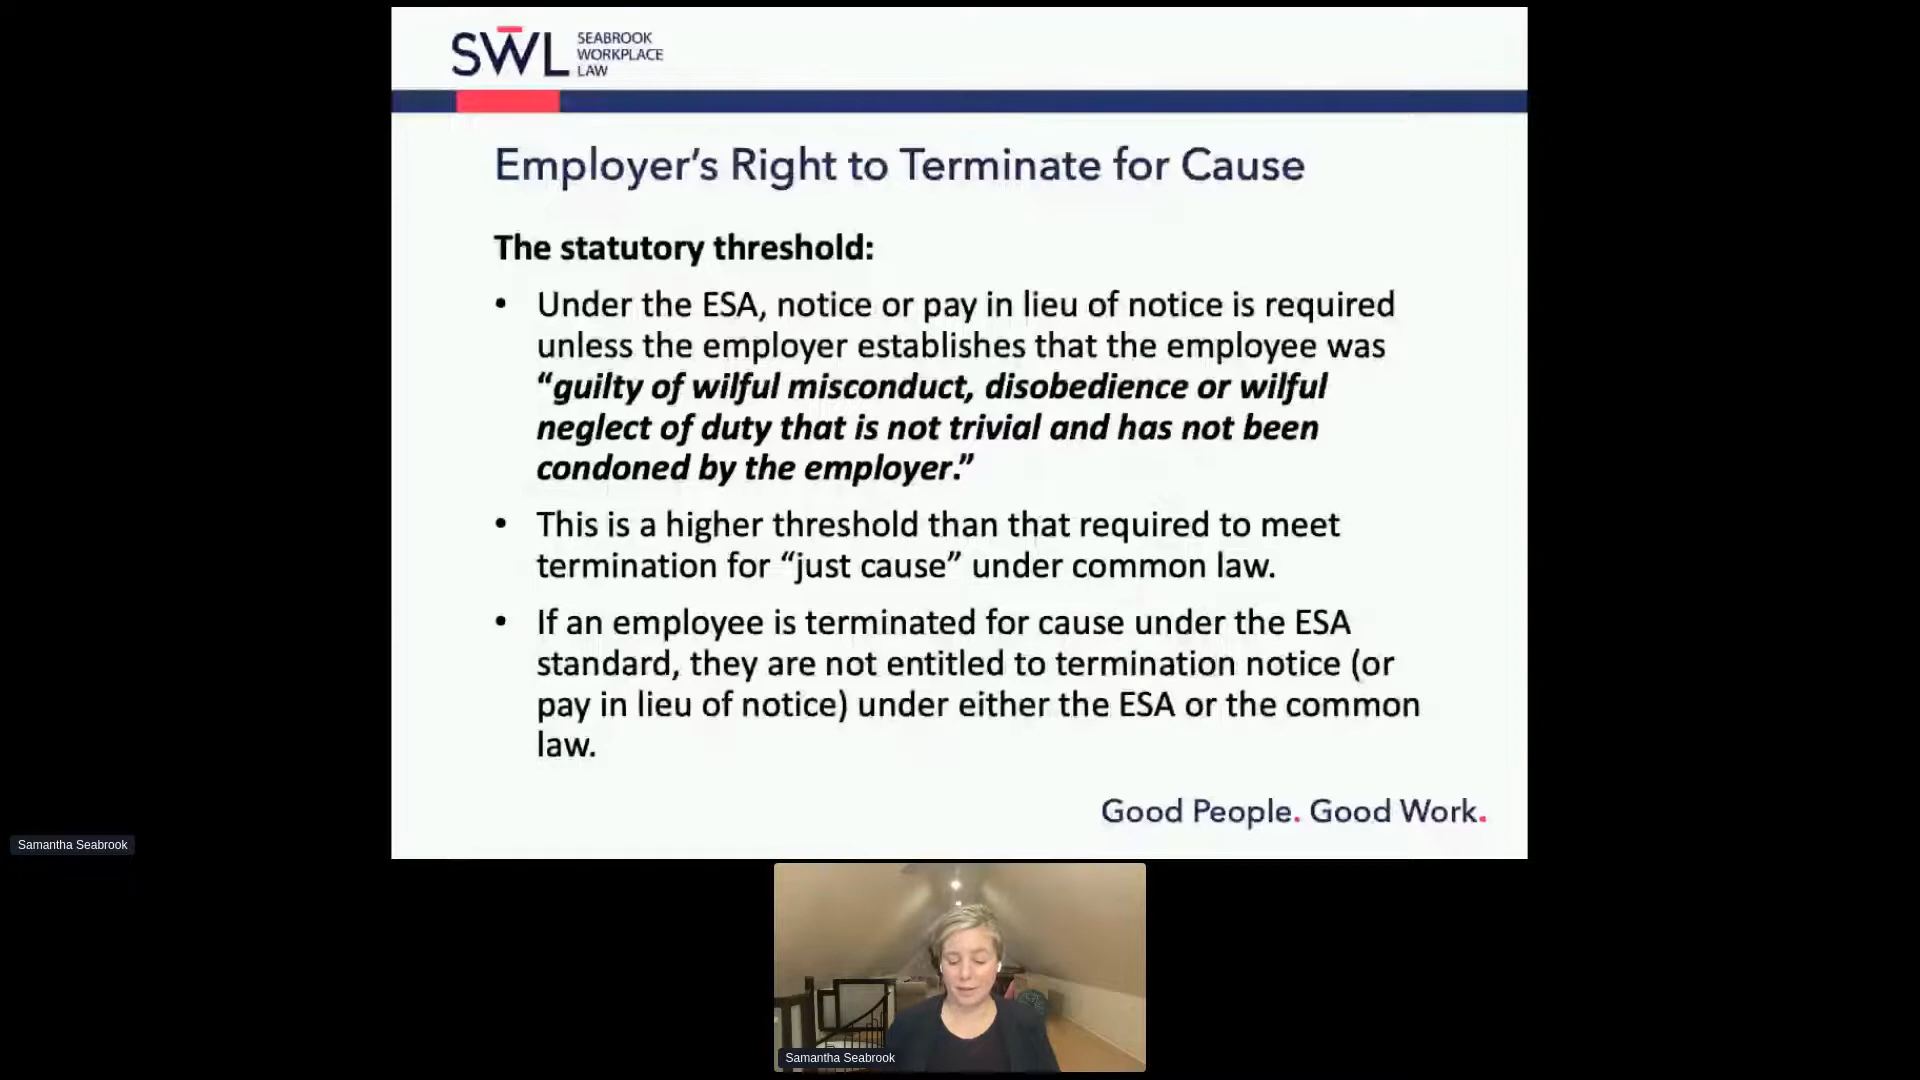 SWL
SEABROOK
WORKPLACE
LAW
Employer’s Right to Terminate for Cause
The statutory threshold:
• Under the ESA, notice or pay in lieu of notice is required
unless the employer establishes that the employee was
“guilty of wilful misconduct, disobedience or wilful
neglect of duty that is not trivial and has not been
condoned by the employer.”
• This is a higher threshold than that required to meet
termination for “just cause” under common law.
• If an employee is terminated for cause under the ESA
standard, they are not entitled to termination notice (or
pay in lieu of notice) under either the ESA or the common
law.
Good People. Good Work.
Samantha Seabrook
Samantha Seabrook